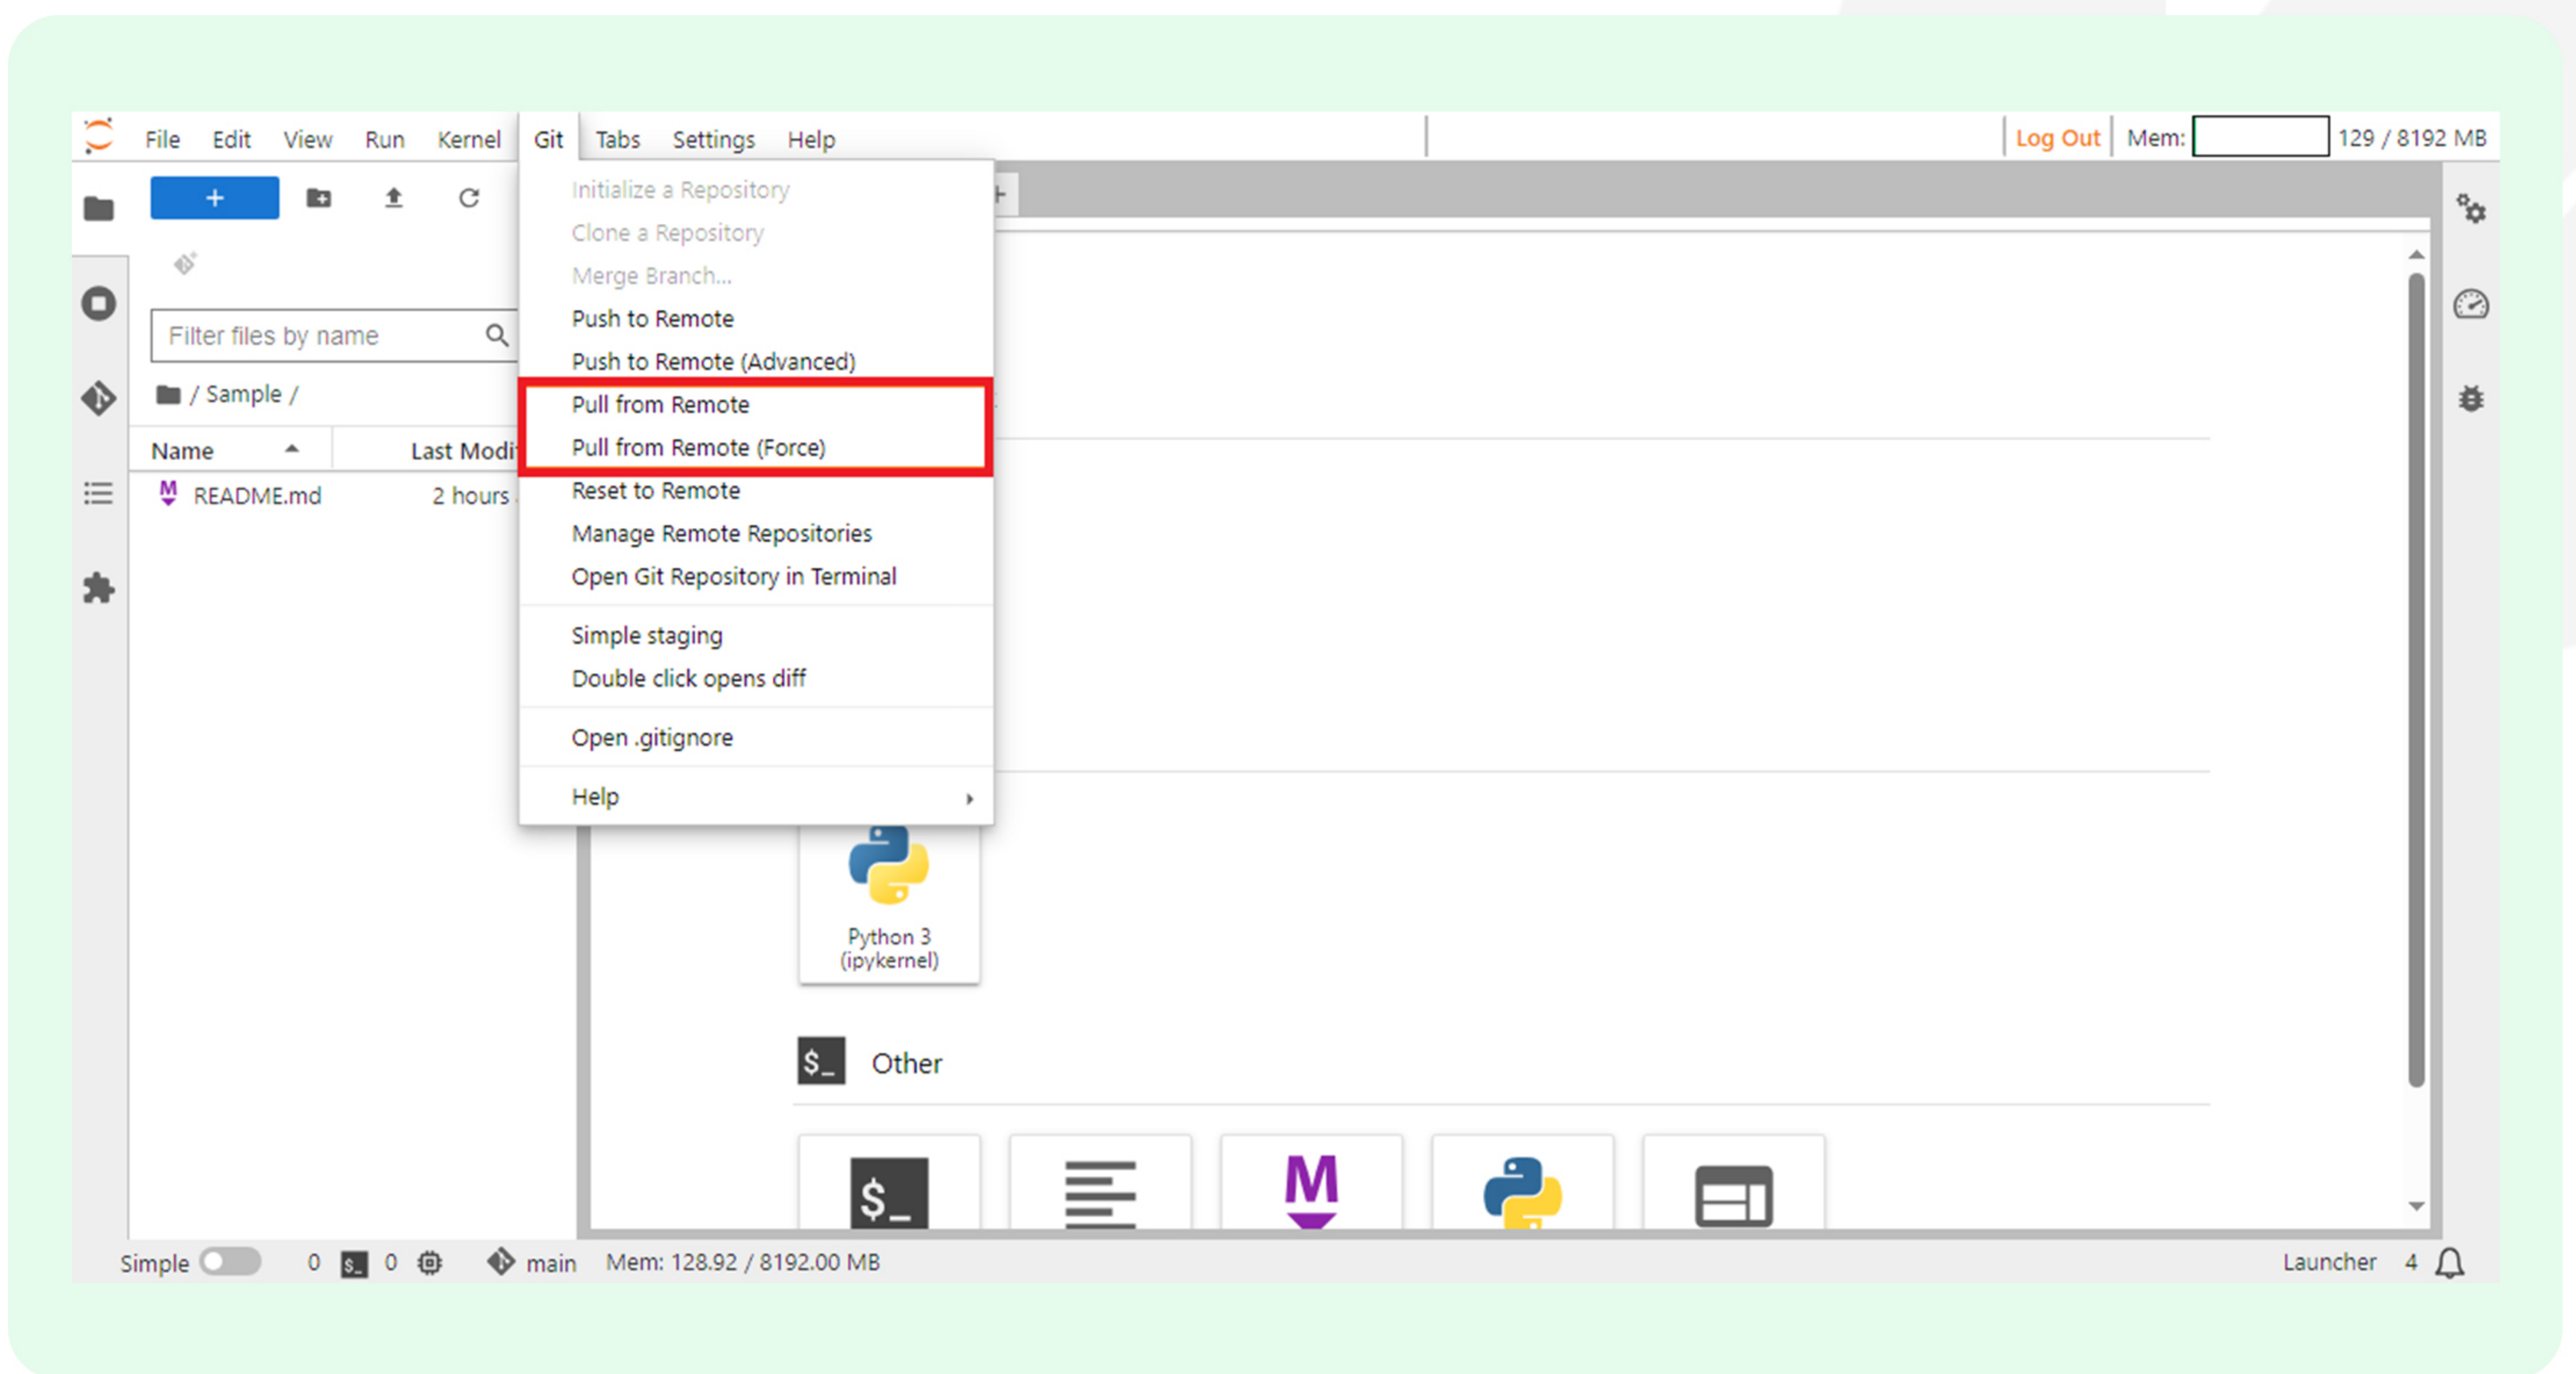 File Edit View Run Kernel Git Tabs Settings Help
Log Out Mem: 129 / 8192 MB
Initialize a Repository
Clone a Repository
Merge Branch...
Push to Remote
Push to Remote (Advanced)
Pull from Remote
Pull from Remote (Force)
Reset to Remote
Manage Remote Repositories
Open Git Repository in Terminal
Simple staging
Double click opens diff
Open .gitignore
Help
+
Filter files by name
/ Sample /
Name Last Modi
M README.md 2 hours
Python 3
(ipykernel)
$_ Other
$_ M
Simple 0 $_ 0 main Mem: 128.92 / 8192.00 MB Launcher 4